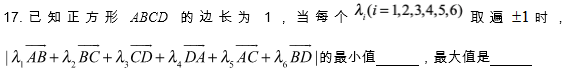 17. 已知正方形 ABCD 的边长为 1，当每个 λᵢ(i=1,2,3,4,5,6) 取遍 ±1 时，
|λ₁AB⃗+λ₂BC⃗+λ₃CD⃗+λ₄DA⃗+λ₅AC⃗+λ₆BD⃗|的最小值______，最大值是______